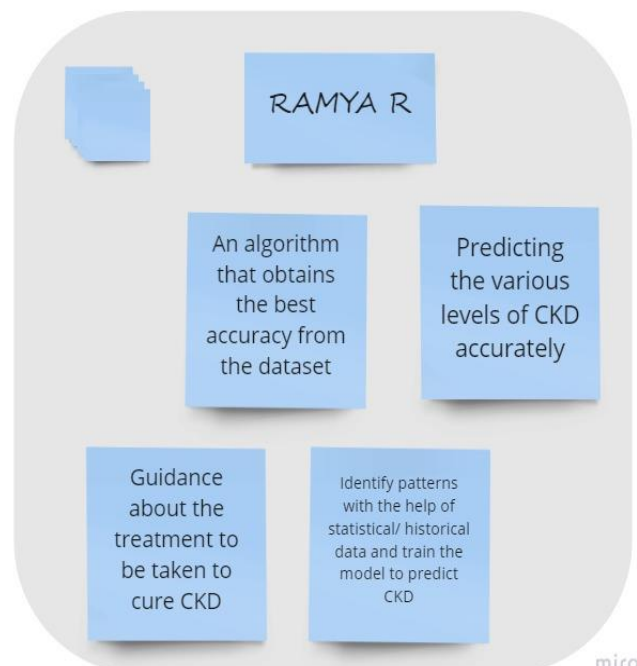 RAMYA R
An algorithm
that obtains
the best
accuracy from
the dataset
Predicting
the various
levels of CKD
accurately
Guidance
about the
treatment to
be taken to
cure CKD
Identify patterns
with the help of
statistical/ historical
data and train the
model to predict
CKD
miro